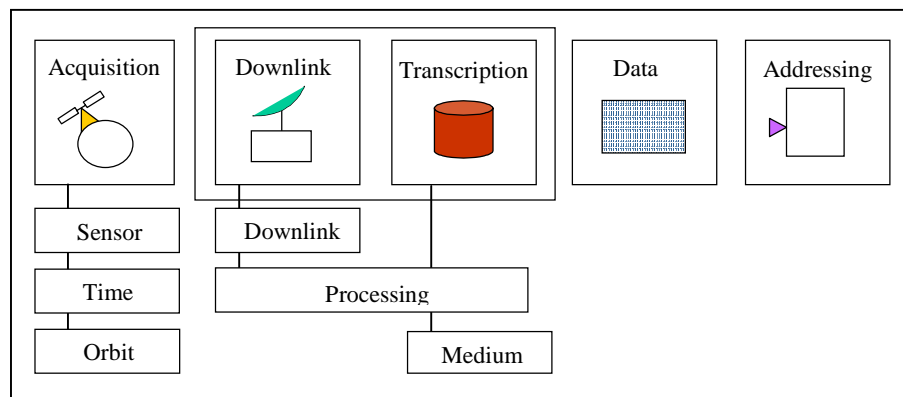 Acquisition
Downlink
Transcription
Data
Addressing
Sensor
Downlink
Time
Processing
Orbit
Medium